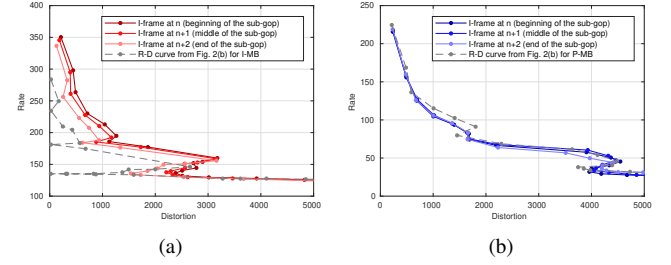 (a)
I-frame at n (beginning of the sub-gop)
I-frame at n+1 (middle of the sub-gop)
I-frame at n+2 (end of the sub-gop)
R-D curve from Fig. 2(b) for I-MB
400
350
300
250
200
150
100
Rate
0
1000
2000
3000
4000
5000
Distortion
(a)
(b)
I-frame at n (beginning of the sub-gop)
P-frame at n+1 (middle of the sub-gop)
I-frame at n+2 (end of the sub-gop)
R-D curve from Fig. 2(b) for P-MB
250
200
150
100
50
0
Rate
0
1000
2000
3000
4000
5000
Distortion
(b)